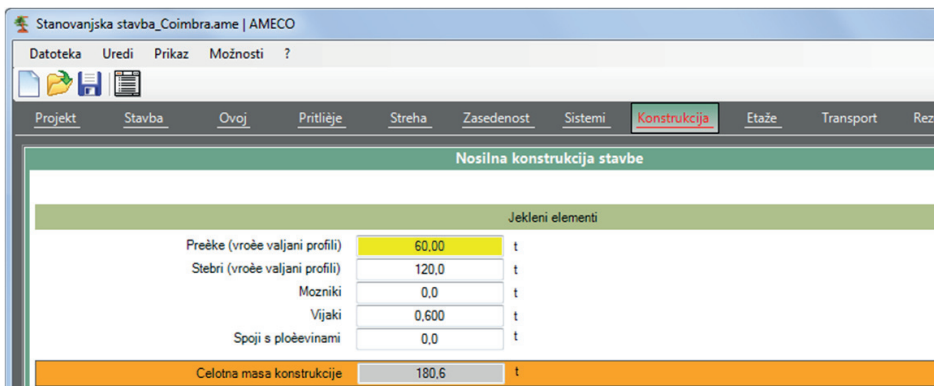 Stanovanjska stavba_Coimbra.ame | AMECO
Datoteka Uredi Prikaz Možnosti ?
Projekt Stavba Ovoj Pritlièje Streha Zasedenost Sistemi Konstrukcija Etaže Transport Rez
Nosilna konstrukcija stavbe
Jekleni elementi
Preèke (vroèe valjani profili) 60,00 t
Stebri (vroèe valjani profili) 120,0 t
Mozniki 0,0 t
Vijaki 0,600 t
Spoji s ploèevinami 0,0 t
Celotna masa konstrukcije 180,6 t